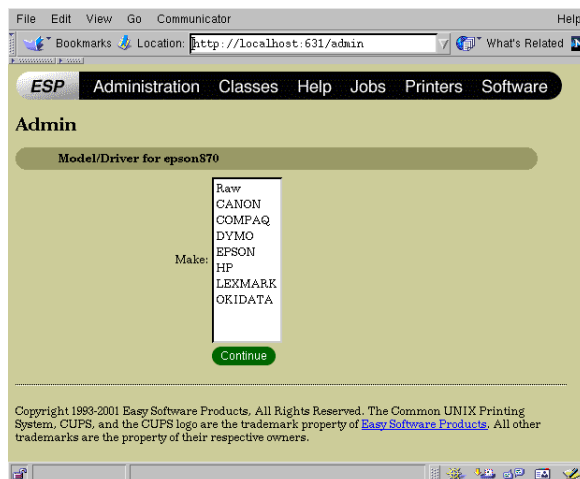 File Edit View Go Communicator Help
Bookmarks Location: http://localhost:631/admin What's Related
ESP Administration Classes Help Jobs Printers Software
Admin
Model/Driver for epson870
Raw
CANON
COMPAQ
DYMO
Make: EPSON
HP
LEXMARK
OKIDATA
Continue
Copyright 1993-2001 Easy Software Products, All Rights Reserved. The Common UNIX Printing
System, CUPS, and the CUPS logo are the trademark property of Easy Software Products. All other
trademarks are the property of their respective owners.